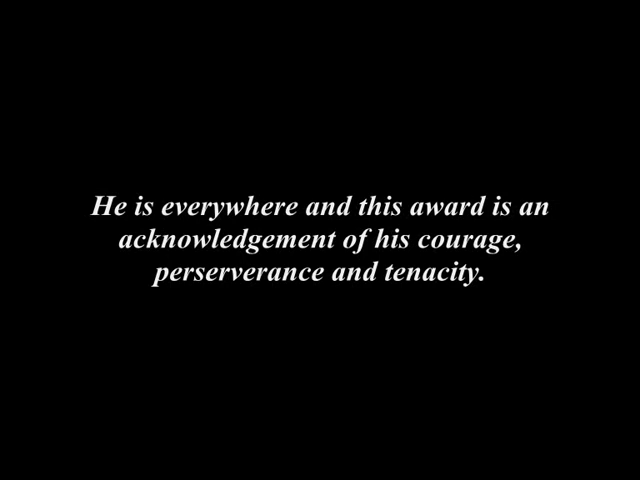 He is everywhere and this award is an
acknowledgement of his courage,
perserverance and tenacity.